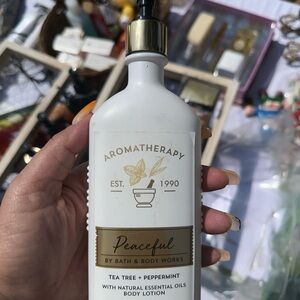 AROMATHERAPY
EST. 1990
Peaceful
BY BATH & BODY WORKS
TEA TREE + PEPPERMINT
WITH NATURAL ESSENTIAL OILS
BODY LOTION